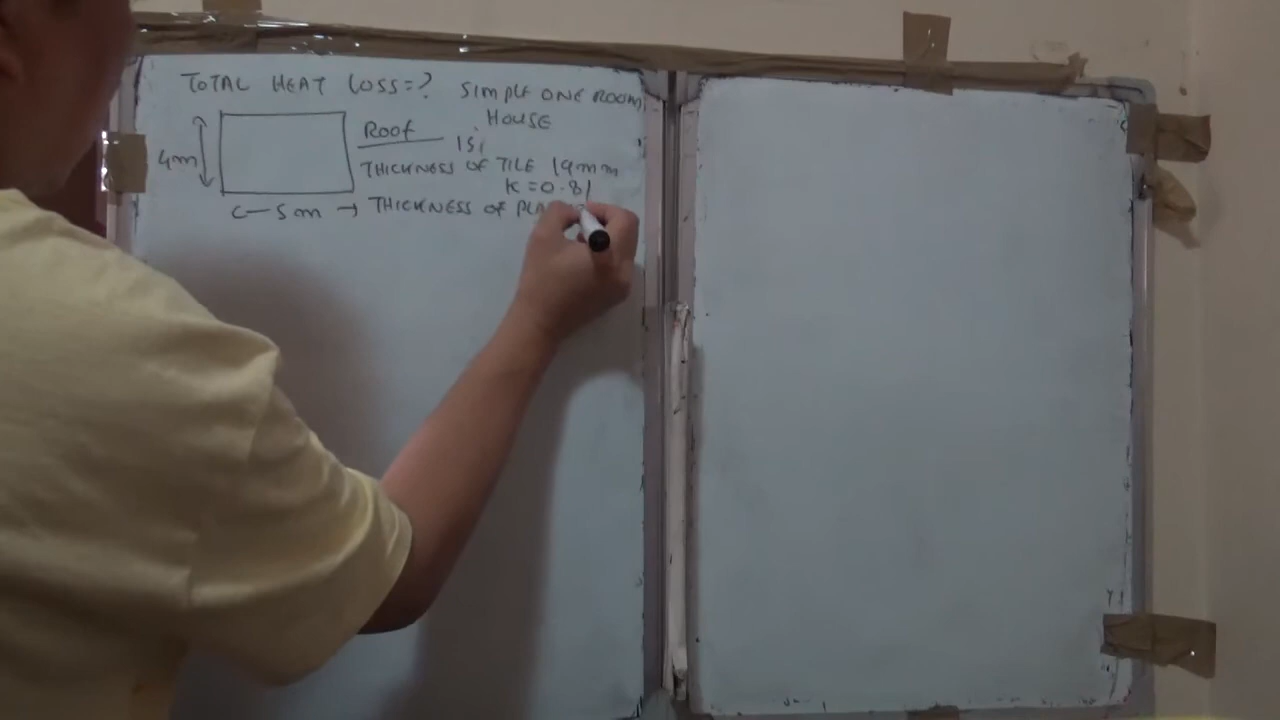 TOTAL HEAT LOSS=? SIMPLE ONE ROOM
HOUSE
4m
Roof
THICKNESS OF TILE 19mm
K=0.81
5m
THICKNESS OF